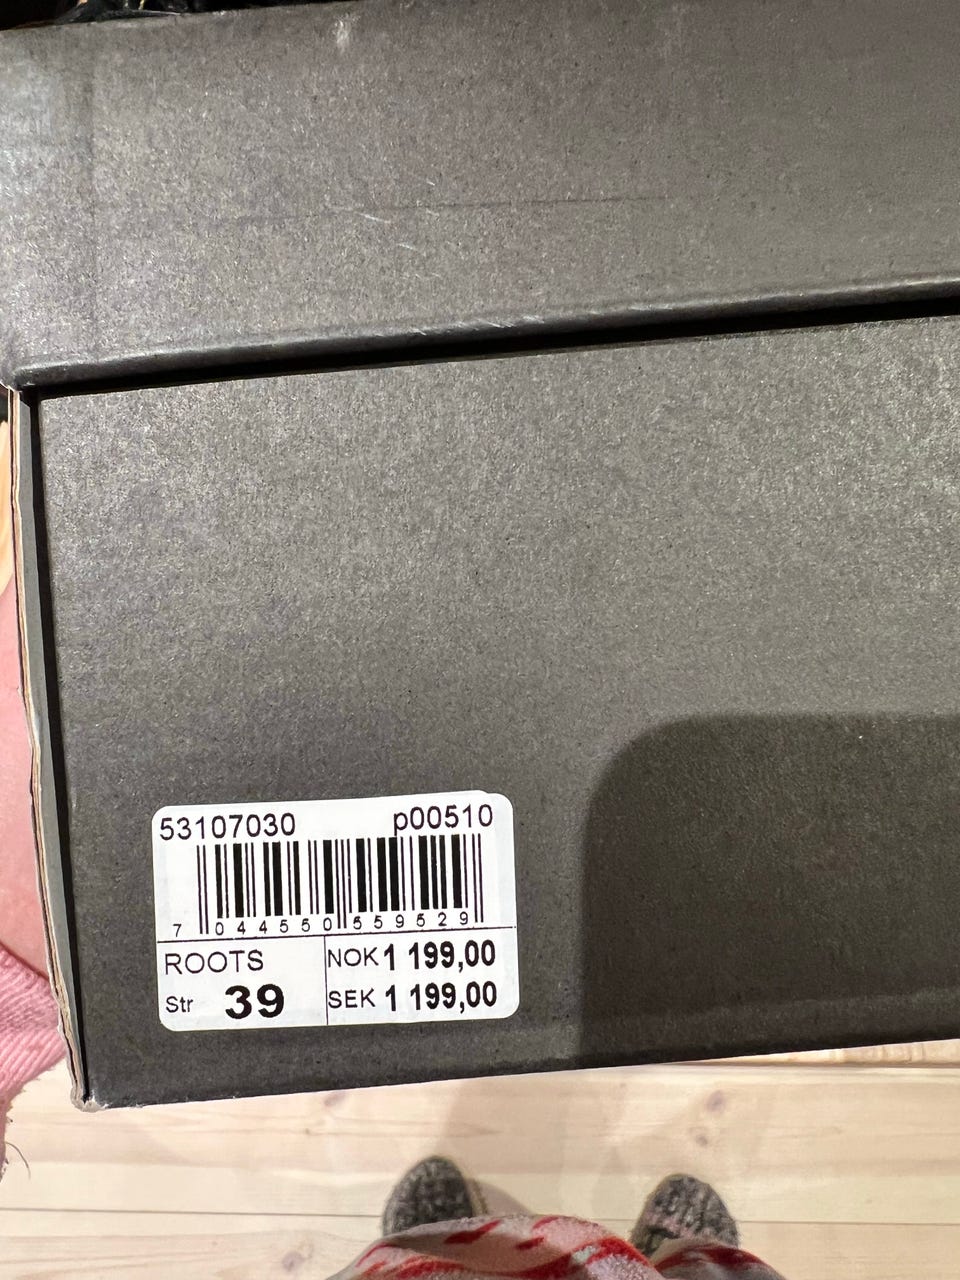 53107030 p00510
7 044550 559529
ROOTS NOK 1 199,00
Str 39 SEK 1 199,00